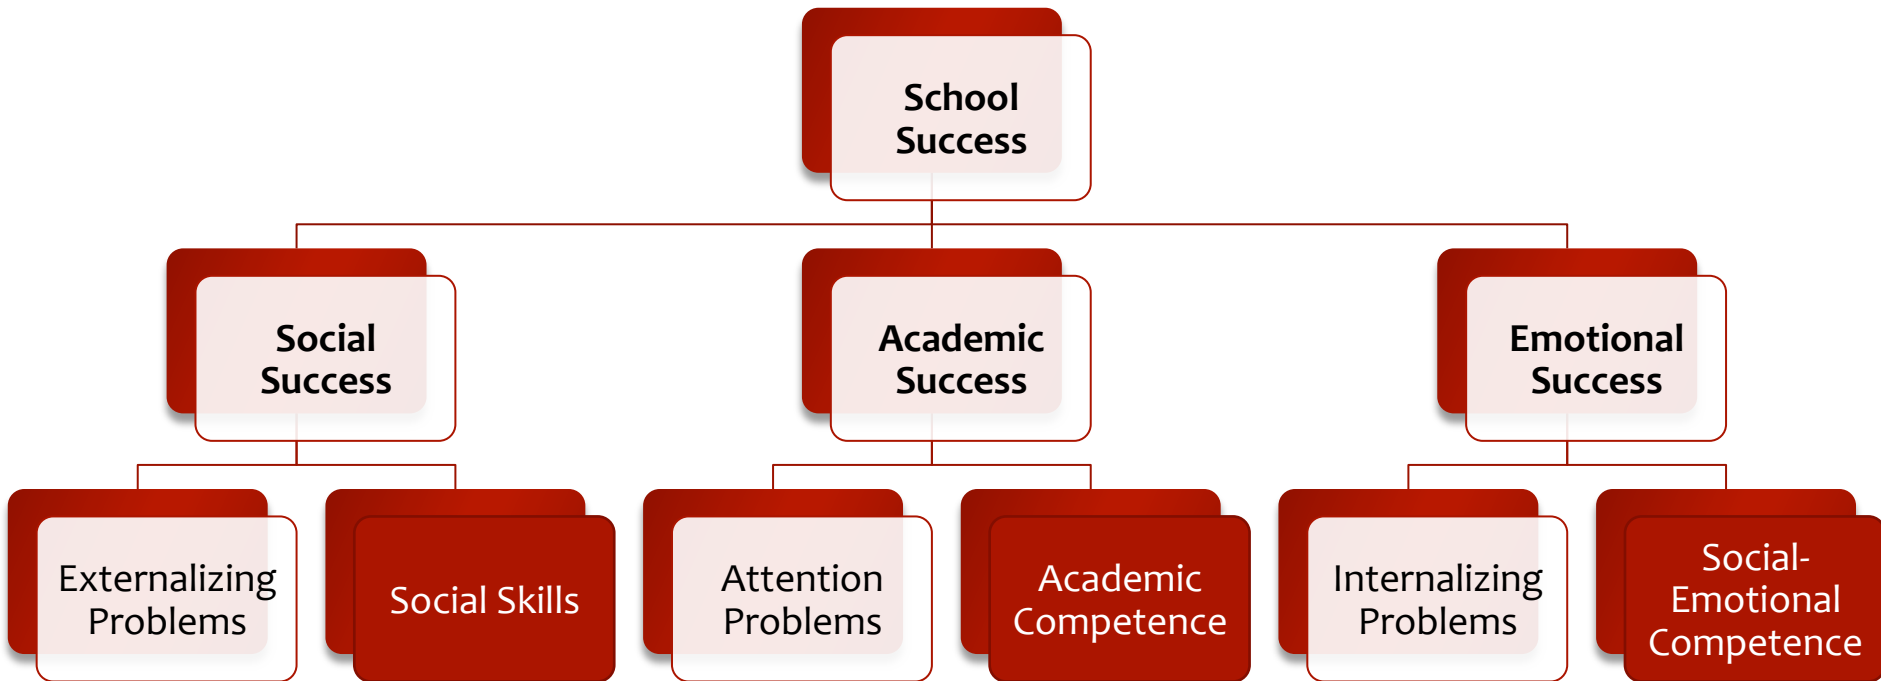 School
Success
Social
Success
Academic
Success
Emotional
Success
Externalizing
Problems
Social Skills
Attention
Problems
Academic
Competence
Internalizing
Problems
Social-
Emotional
Competence